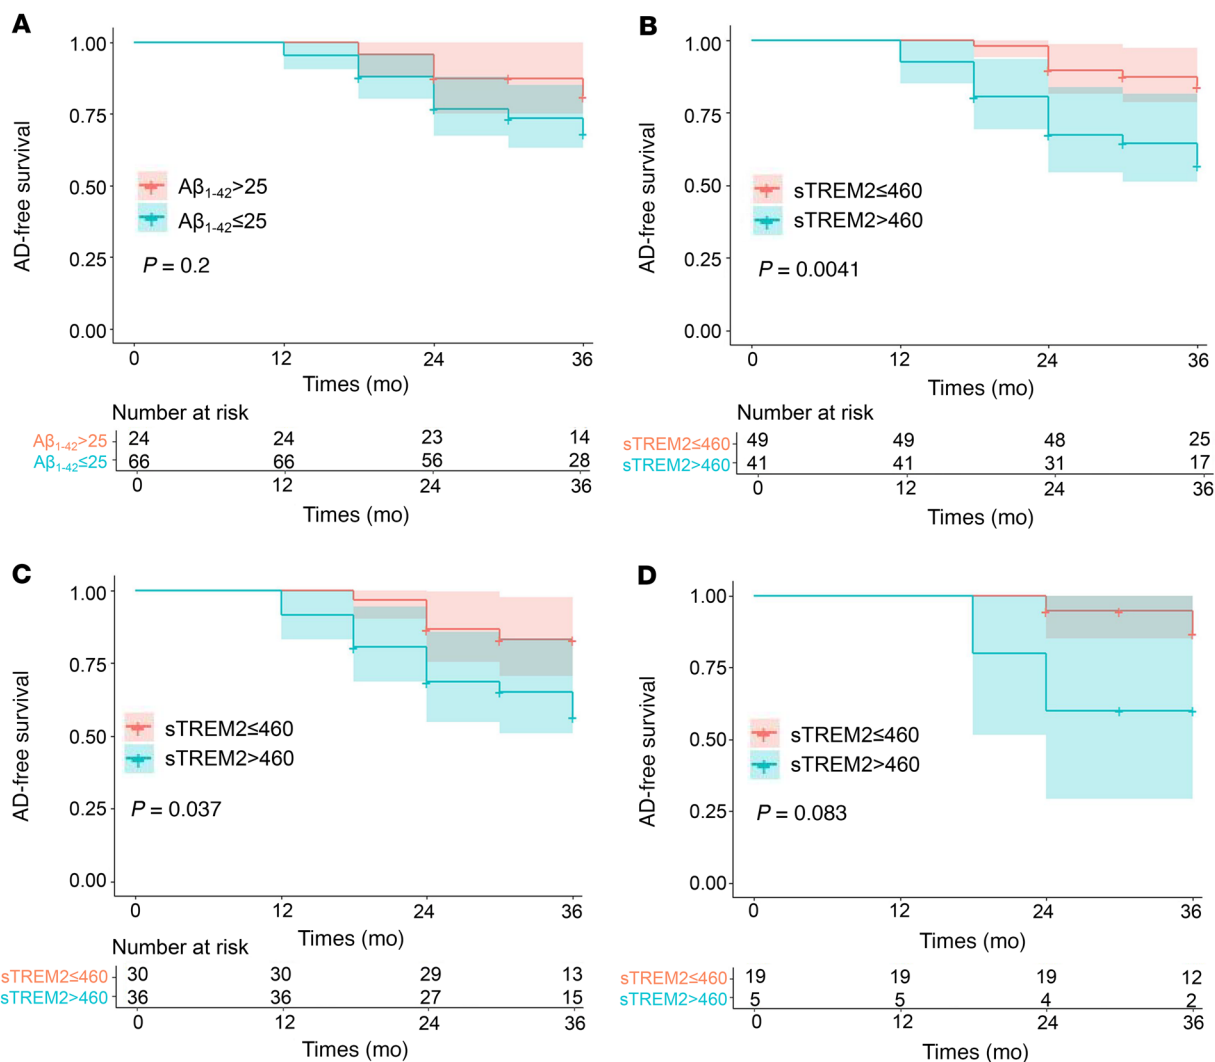 A
1.00
0.75
0.50
0.25
0.00
AD-free survival
Aβ1-42>25
Aβ1-42≤25
P = 0.2
0 12 24 36
Times (mo)
Number at risk
Aβ1-42>25 24 24 23 14
Aβ1-42≤25 66 66 56 28
0 12 24 36
Times (mo)
B
1.00
0.75
0.50
0.25
0.00
AD-free survival
sTREM2≤460
sTREM2>460
P = 0.0041
0 12 24 36
Times (mo)
Number at risk
sTREM2≤460 49 49 48 25
sTREM2>460 41 41 31 17
0 12 24 36
Times (mo)
C
1.00
0.75
0.50
0.25
0.00
AD-free survival
sTREM2≤460
sTREM2>460
P = 0.037
0 12 24 36
Times (mo)
Number at risk
sTREM2≤460 30 30 29 13
sTREM2>460 36 36 27 15
0 12 24 36
Times (mo)
D
1.00
0.75
0.50
0.25
0.00
AD-free survival
sTREM2≤460
sTREM2>460
P = 0.083
0 12 24 36
Times (mo)
sTREM2≤460 19 19 19 12
sTREM2>460 5 5 4 2
0 12 24 36
Times (mo)